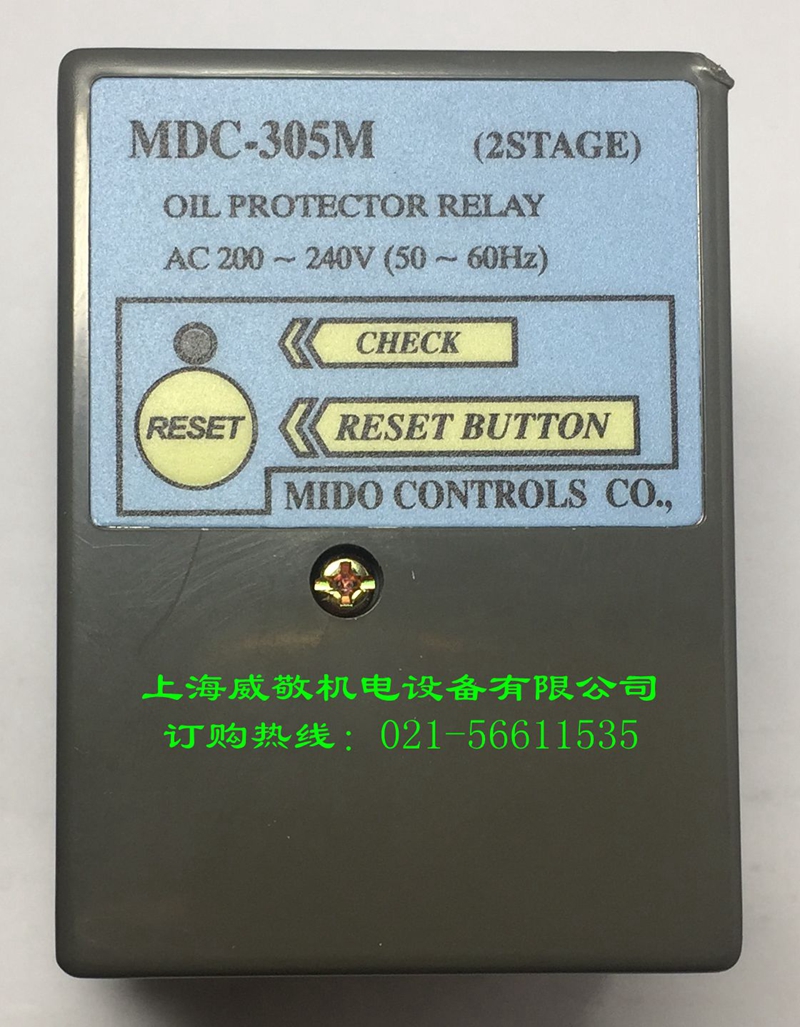 MDC-305M (2STAGE)
OIL PROTECTOR RELAY
AC 200 ~ 240V (50 ~ 60Hz)
CHECK
RESET
RESET BUTTON
MIDO CONTROLS CO.,
上海威敬机电设备有限公司
订购热线：021-56611535